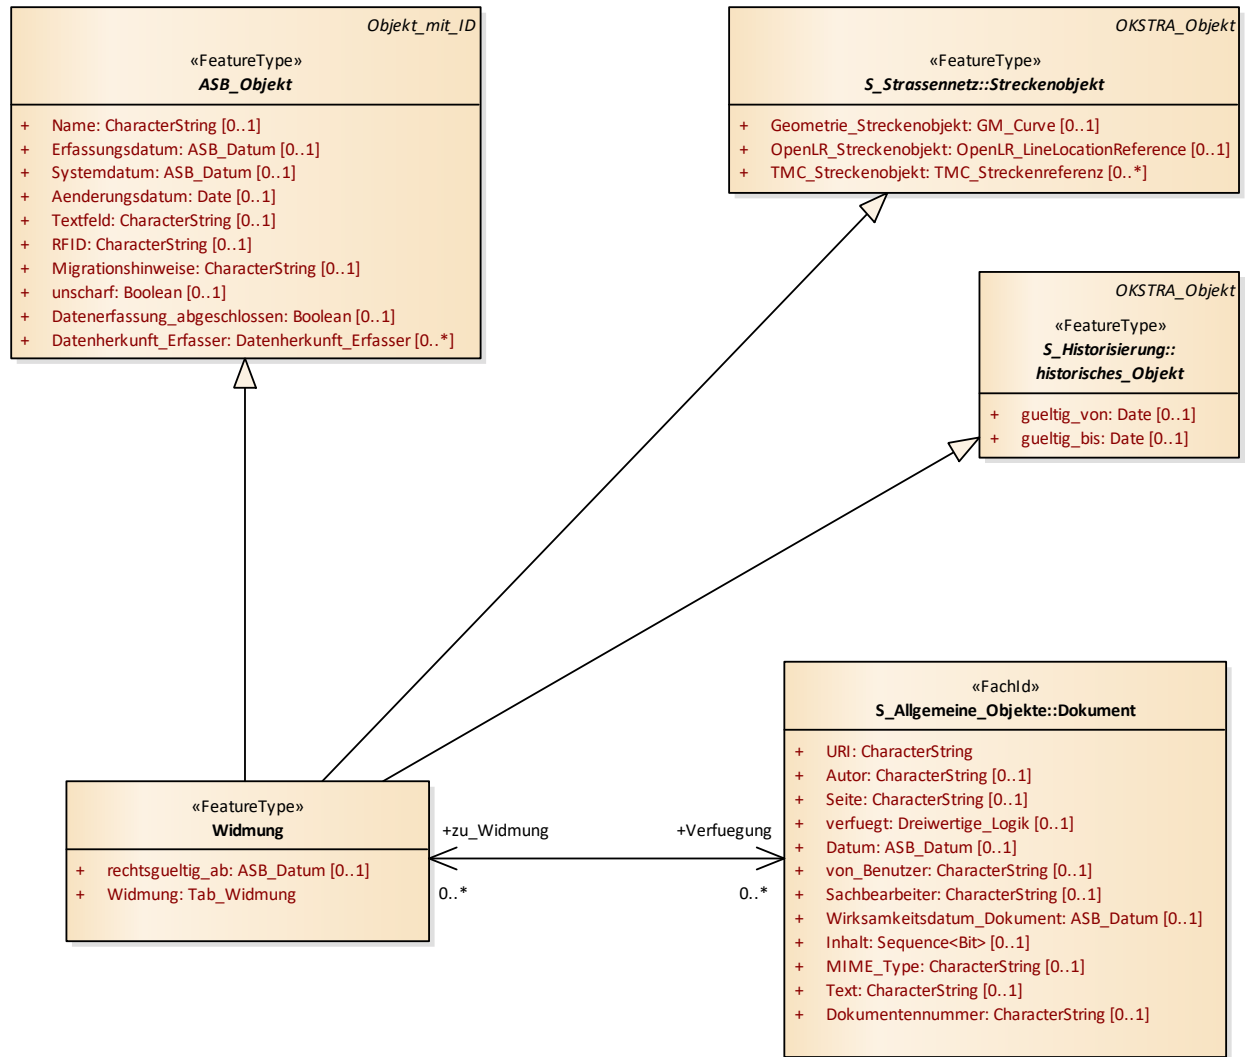 Objekt_mit_ID
«FeatureType»
ASB_Objekt
+ Name: CharacterString [0..1]
+ Erfassungsdatum: ASB_Datum [0..1]
+ Systemdatum: ASB_Datum [0..1]
+ Aenderungsdatum: Date [0..1]
+ Textfeld: CharacterString [0..1]
+ RFID: CharacterString [0..1]
+ Migrationshinweise: CharacterString [0..1]
+ unscharf: Boolean [0..1]
+ Datenerfassung_abgeschlossen: Boolean [0..1]
+ Datenherkunft_Erfasser: Datenherkunft_Erfasser [0..*]
OKSTRA_Objekt
«FeatureType»
S_Strassennetz::Streckenobjekt
+ Geometrie_Streckenobjekt: GM_Curve [0..1]
+ OpenLR_Streckenobjekt: OpenLR_LineLocationReference [0..1]
+ TMC_Streckenobjekt: TMC_Streckenreferenz [0..*]
OKSTRA_Objekt
«FeatureType»
S_Historisierung::
historisches_Objekt
+ gueltig_von: Date [0..1]
+ gueltig_bis: Date [0..1]
«FeatureType»
Widmung
+ rechtsgueltig_ab: ASB_Datum [0..1]
+ Widmung: Tab_Widmung
+zu_Widmung
0..*
+Verfuegung
0..*
«FachId»
S_Allgemeine_Objekte::Dokument
+ URI: CharacterString
+ Autor: CharacterString [0..1]
+ Seite: CharacterString [0..1]
+ verfuegt: Dreiwertige_Logik [0..1]
+ Datum: ASB_Datum [0..1]
+ von_Benutzer: CharacterString [0..1]
+ Sachbearbeiter: CharacterString [0..1]
+ Wirksamkeitsdatum_Dokument: ASB_Datum [0..1]
+ Inhalt: Sequence<Bit> [0..1]
+ MIME_Type: CharacterString [0..1]
+ Text: CharacterString [0..1]
+ Dokumentennummer: CharacterString [0..1]